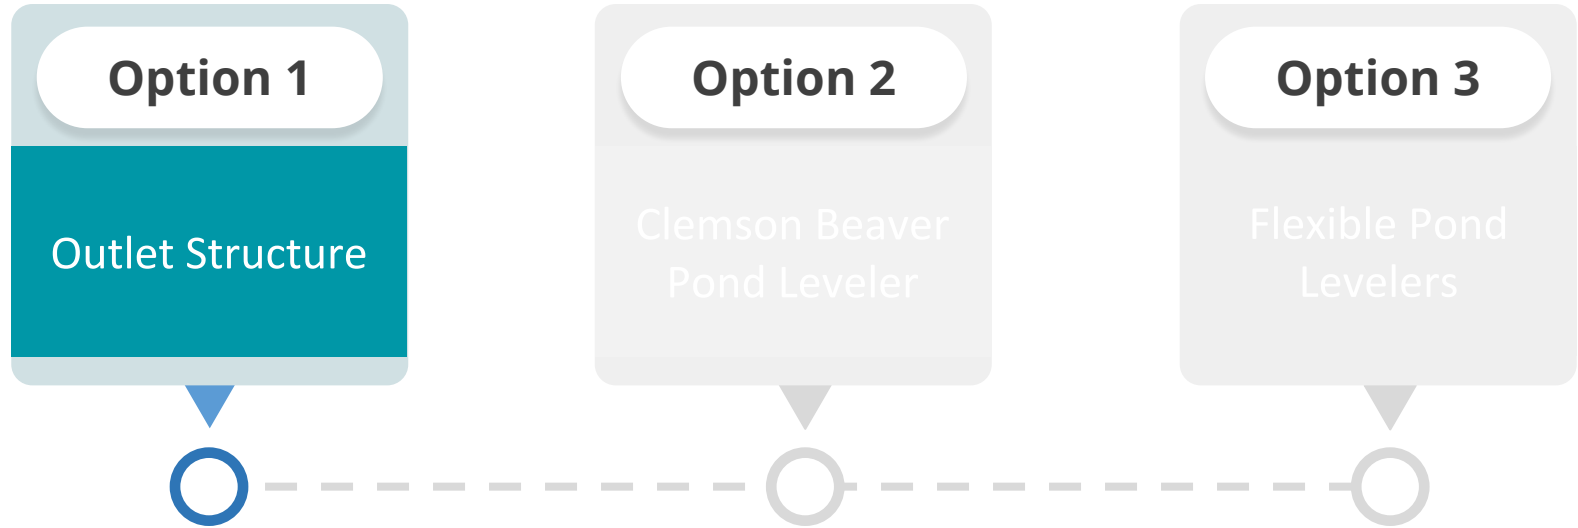 Option 1
Outlet Structure
Option 2
Clemson Beaver
Pond Leveler
Option 3
Flexible Pond
Levelers